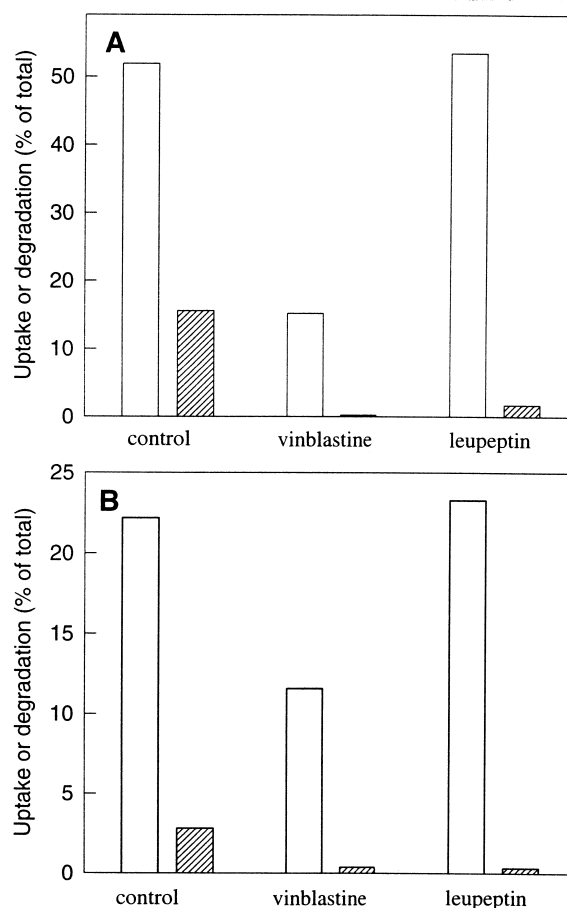 A
Uptake or degradation (% of total)
50
40
30
20
10
0
control vinblastine leupeptin
B
Uptake or degradation (% of total)
25
20
15
10
5
0
control vinblastine leupeptin